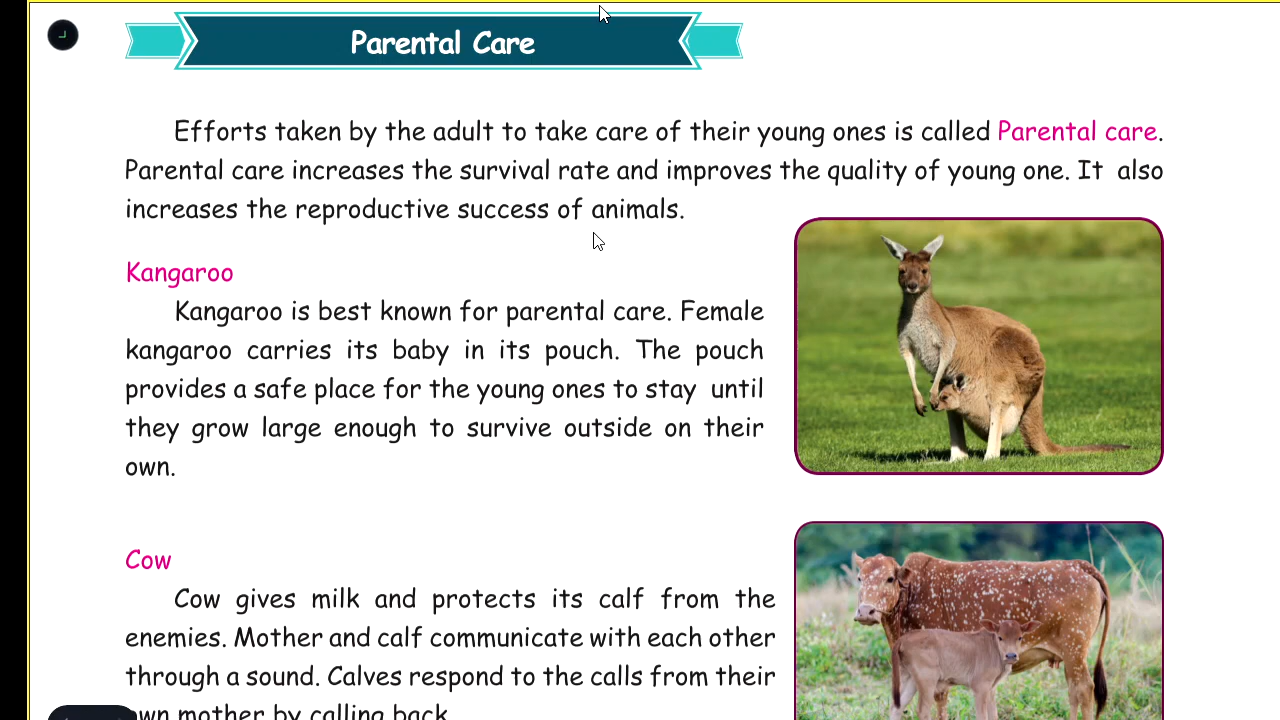 Parental Care
Efforts taken by the adult to take care of their young ones is called Parental care.
Parental care increases the survival rate and improves the quality of young one. It also
increases the reproductive success of animals.
Kangaroo
Kangaroo is best known for parental care. Female
kangaroo carries its baby in its pouch. The pouch
provides a safe place for the young ones to stay until
they grow large enough to survive outside on their
own.
Cow
Cow gives milk and protects its calf from the
enemies. Mother and calf communicate with each other
through a sound. Calves respond to the calls from their
own mother by calling back.